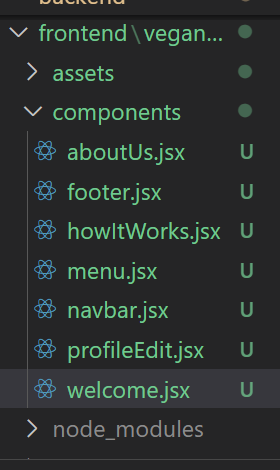 backend
frontend\vegan...
assets
components
aboutUs.jsx U
footer.jsx U
howItWorks.jsx U
menu.jsx U
navbar.jsx U
profileEdit.jsx U
welcome.jsx U
node_modules